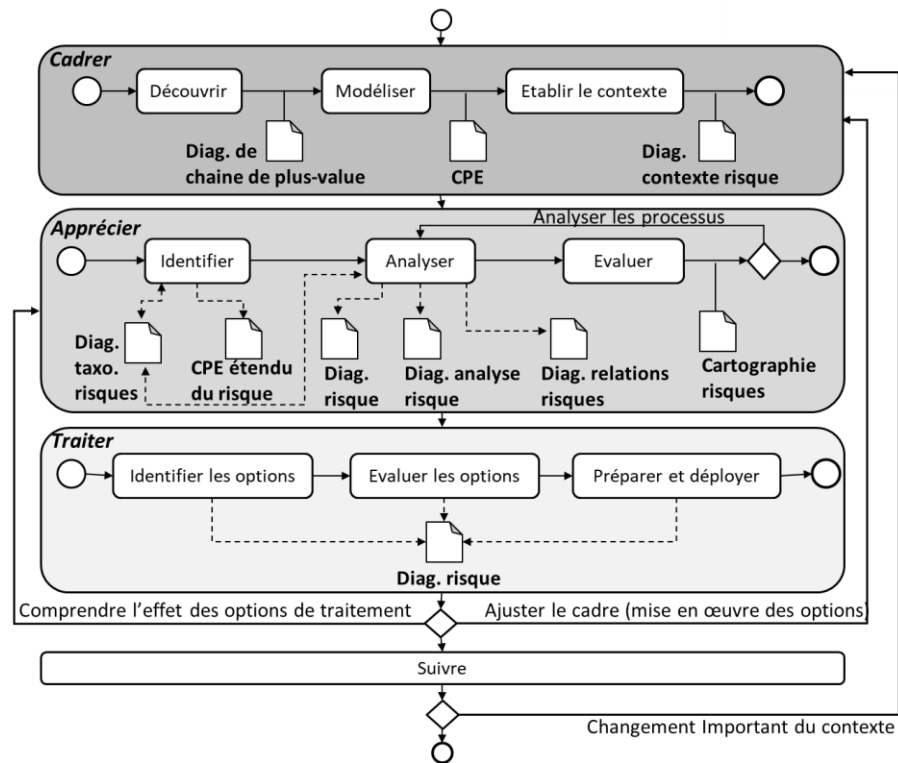 Cadrer
Découvrir
Modéliser
Etablir le contexte
Diag. de
chaine de plus-value
CPE
Diag.
contexte risque
Analyser les processus
Apprécier
Identifier
Analyser
Evaluer
Diag.
taxo.
risques
CPE étendu
du risque
Diag.
risque
Diag. analyse
risque
Diag. relations
risques
Cartographie
risques
Traiter
Identifier les options
Evaluer les options
Préparer et déployer
Diag. risque
Comprendre l’effet des options de traitement
Ajuster le cadre (mise en œuvre des options)
Suivre
Changement Important du contexte